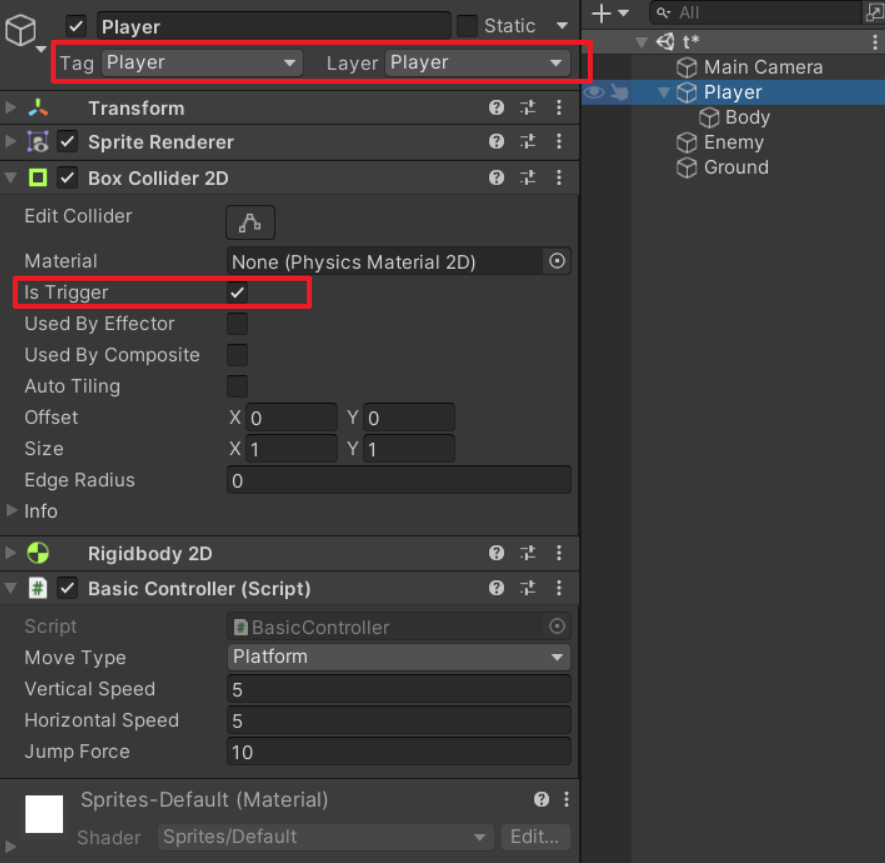 Player Static
Tag Player Layer Player
Transform
Sprite Renderer
Box Collider 2D
Edit Collider
Material None (Physics Material 2D)
Is Trigger
Used By Effector
Used By Composite
Auto Tiling
Offset X 0 Y 0
Size X 1 Y 1
Edge Radius 0
Info
Rigidbody 2D
Basic Controller (Script)
Script BasicController
Move Type Platform
Vertical Speed 5
Horizontal Speed 5
Jump Force 10
Sprites-Default (Material)
Shader Sprites/Default Edit...
All
t*
Main Camera
Player
Body
Enemy
Ground